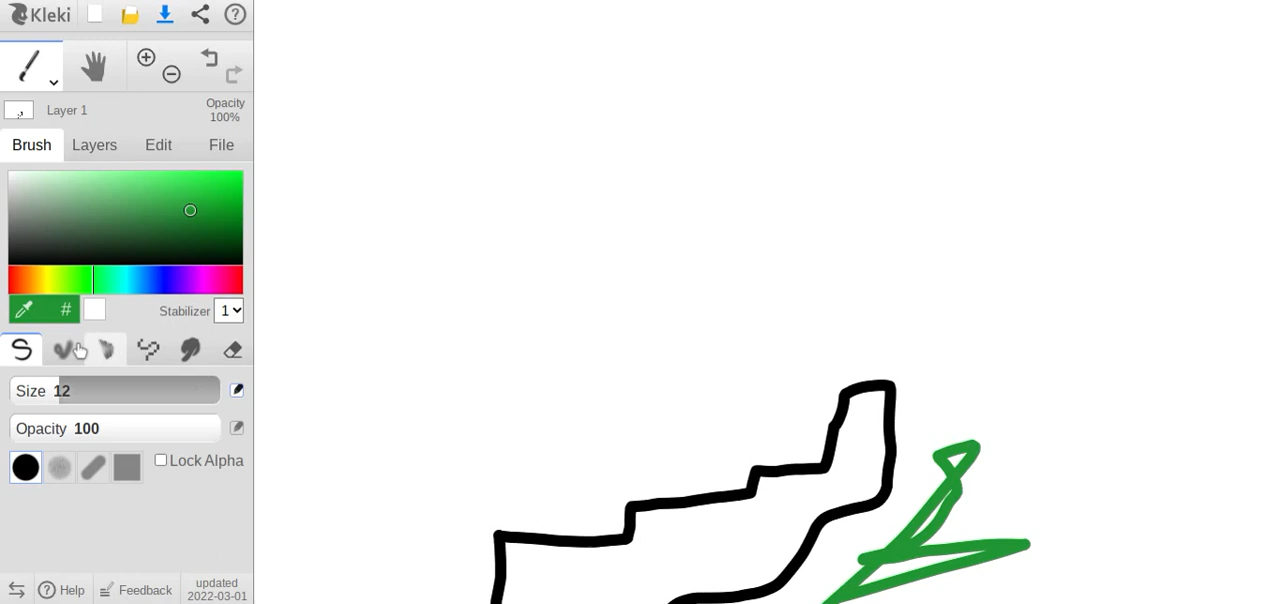 Kleki
Layer 1
Opacity
100%
Brush
Layers
Edit
File
#
Stabilizer 1
Size 12
Opacity 100
Lock Alpha
Help
Feedback
updated
2022-03-01